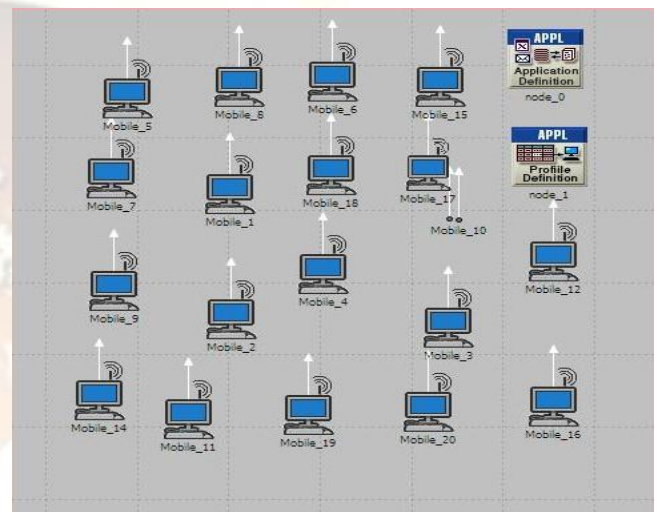 APPL
Application
Definition
node_0
Mobile_5
Mobile_8
Mobile_6
Mobile_15
APPL
Profile
Definition
node_1
Mobile_7
Mobile_1
Mobile_18
Mobile_17
Mobile_10
Mobile_4
Mobile_12
Mobile_9
Mobile_2
Mobile_3
Mobile_14
Mobile_11
Mobile_19
Mobile_20
Mobile_16